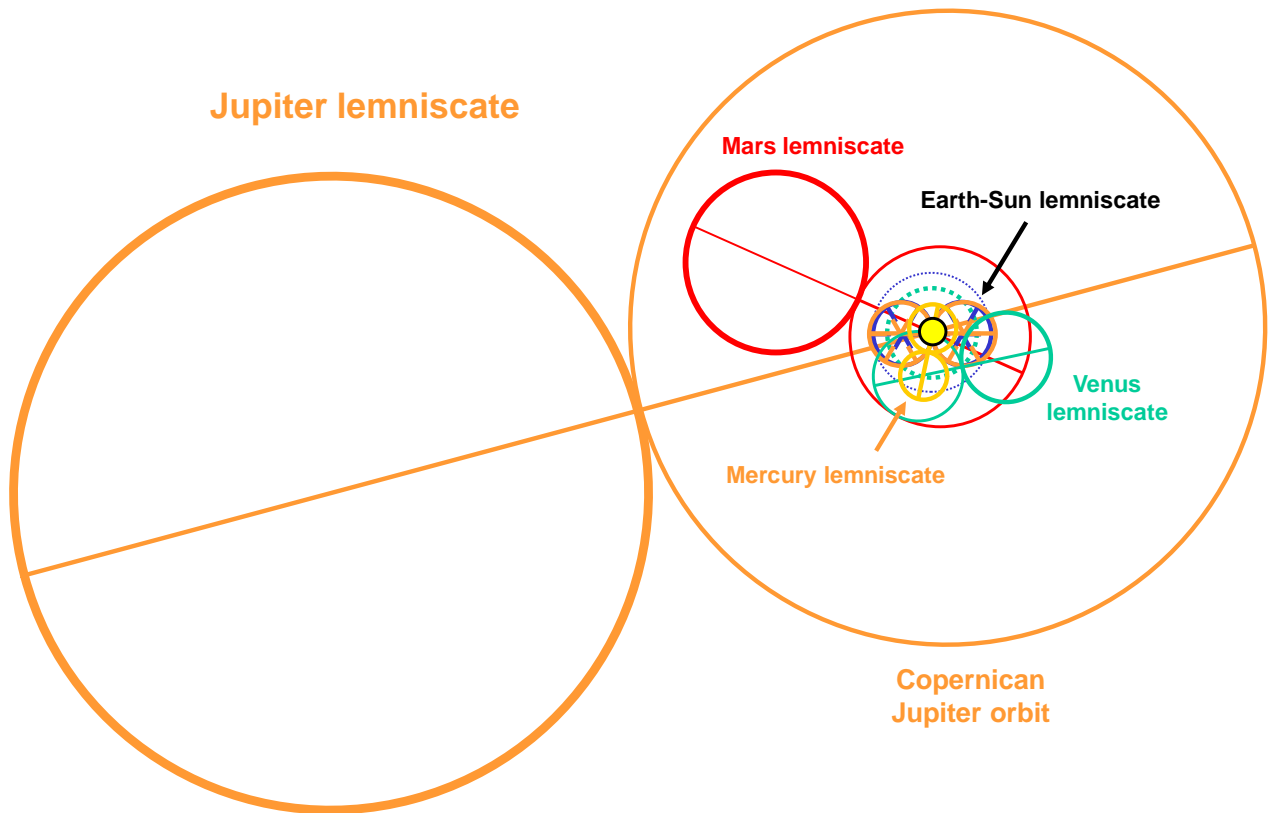 Jupiter lemniscate
Mars lemniscate
Earth-Sun lemniscate
Venus
lemniscate
Mercury lemniscate
Copernican
Jupiter orbit